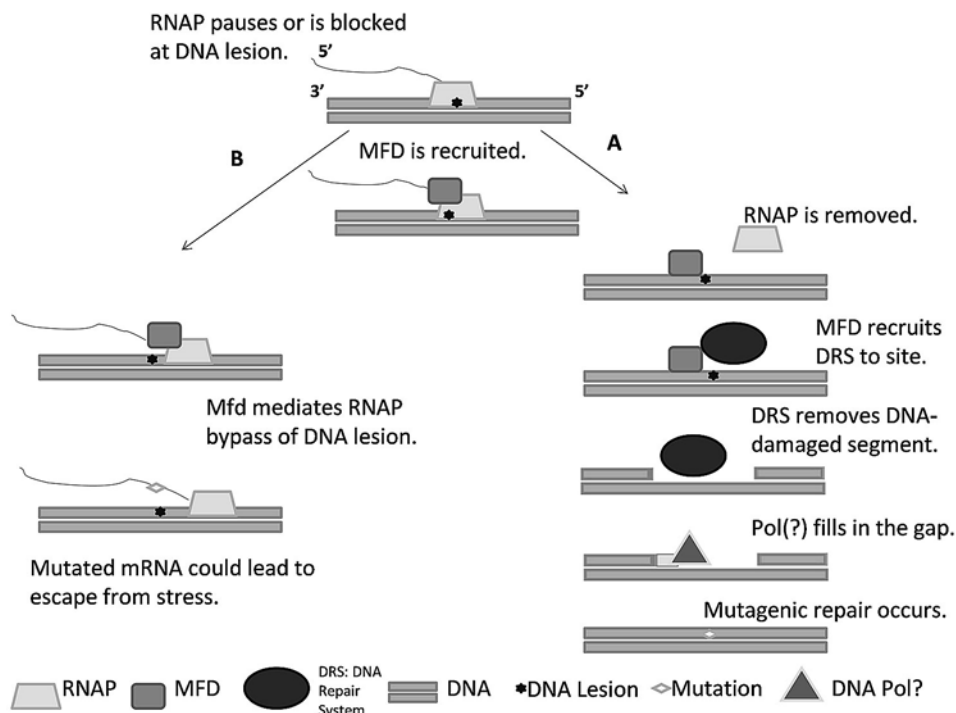 RNAP pauses or is blocked
at DNA lesion.
5’
3’
5’
B
MFD is recruited.
A
RNAP is removed.
MFD recruits
DRS to site.
Mfd mediates RNAP
bypass of DNA lesion.
DRS removes DNA-
damaged segment.
Pol(?) fills in the gap.
Mutated mRNA could lead to
escape from stress.
Mutagenic repair occurs.
RNAP
MFD
DRS: DNA
Repair
System
DNA
DNA Lesion
Mutation
DNA Pol?